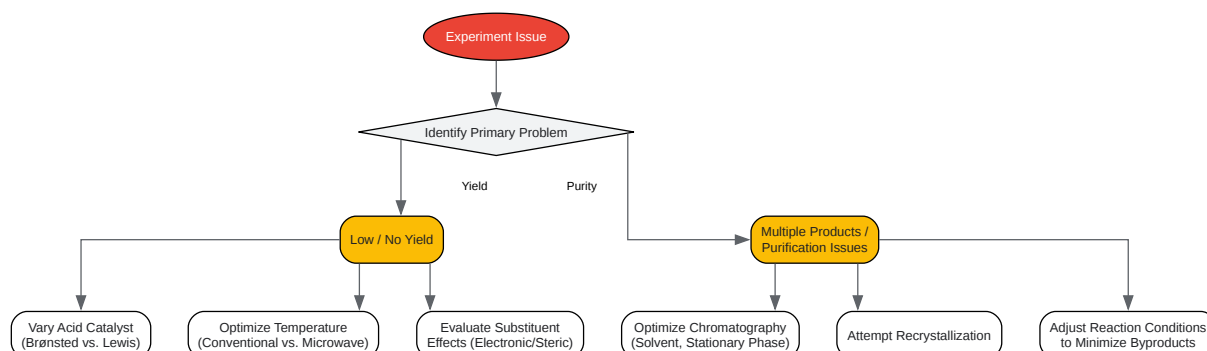 Experiment Issue
Identify Primary Problem
Yield
Purity
Low / No Yield
Multiple Products /
Purification Issues
Vary Acid Catalyst
(Brønsted vs. Lewis)
Optimize Temperature
(Conventional vs. Microwave)
Evaluate Substituent
Effects (Electronic/Steric)
Optimize Chromatography
(Solvent, Stationary Phase)
Attempt Recrystallization
Adjust Reaction Conditions
to Minimize Byproducts